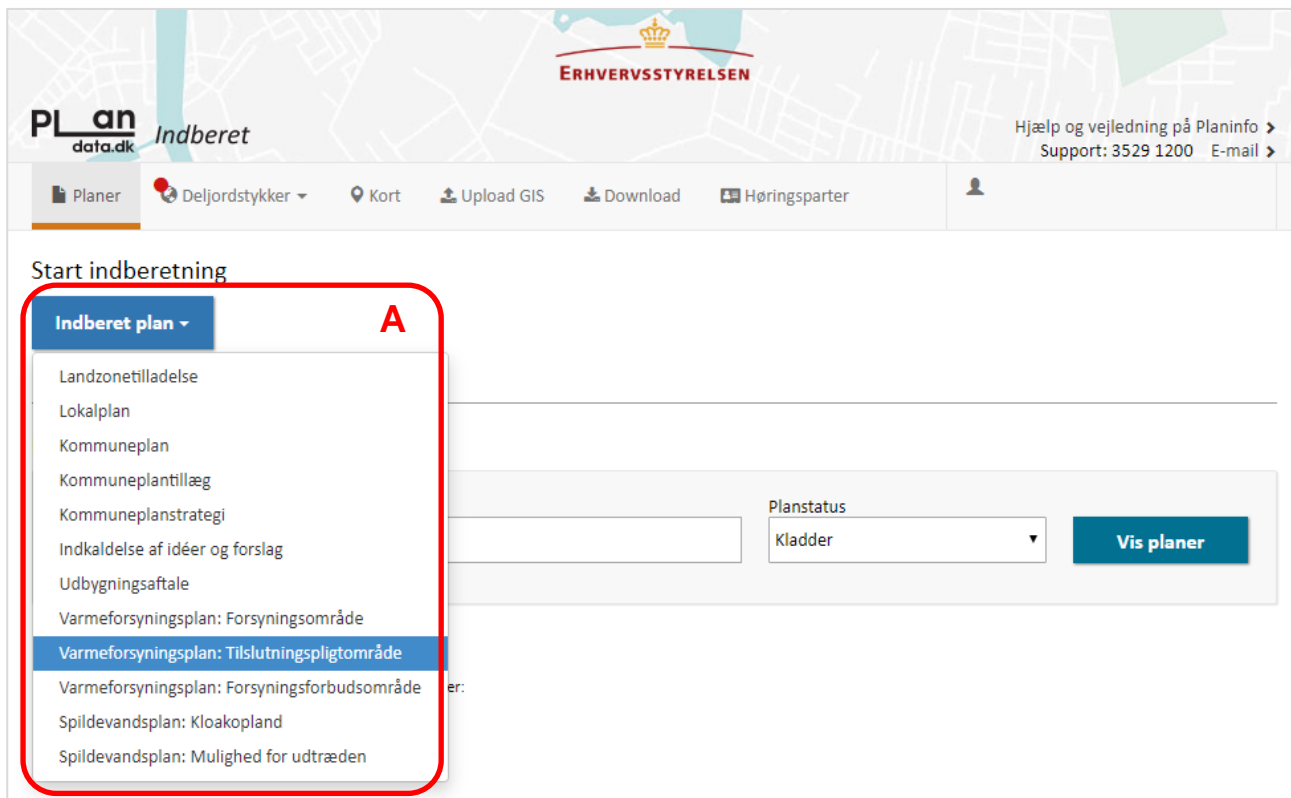 ERHVERVSSTYRELSEN
PLan
data.dk
Indberet
Hjælp og vejledning på Planinfo
Support: 3529 1200 E-mail
Planer Deljordstykker Kort Upload GIS Download Høringsparter
Start indberetning
Indberet plan
A
Landzonetilladelse
Lokalplan
Kommuneplan
Kommuneplantillæg
Kommuneplanstrategi
Indkaldelse af idéer og forslag
Udbygningsaftale
Varmeforsyningsplan: Forsyningsområde
Varmeforsyningsplan: Tilslutningspligtområde
Varmeforsyningsplan: Forsyningsforbudsområde
Spildevandsplan: Kloakopland
Spildevandsplan: Mulighed for udtræden
Planstatus
Kladder
Vis planer
er: